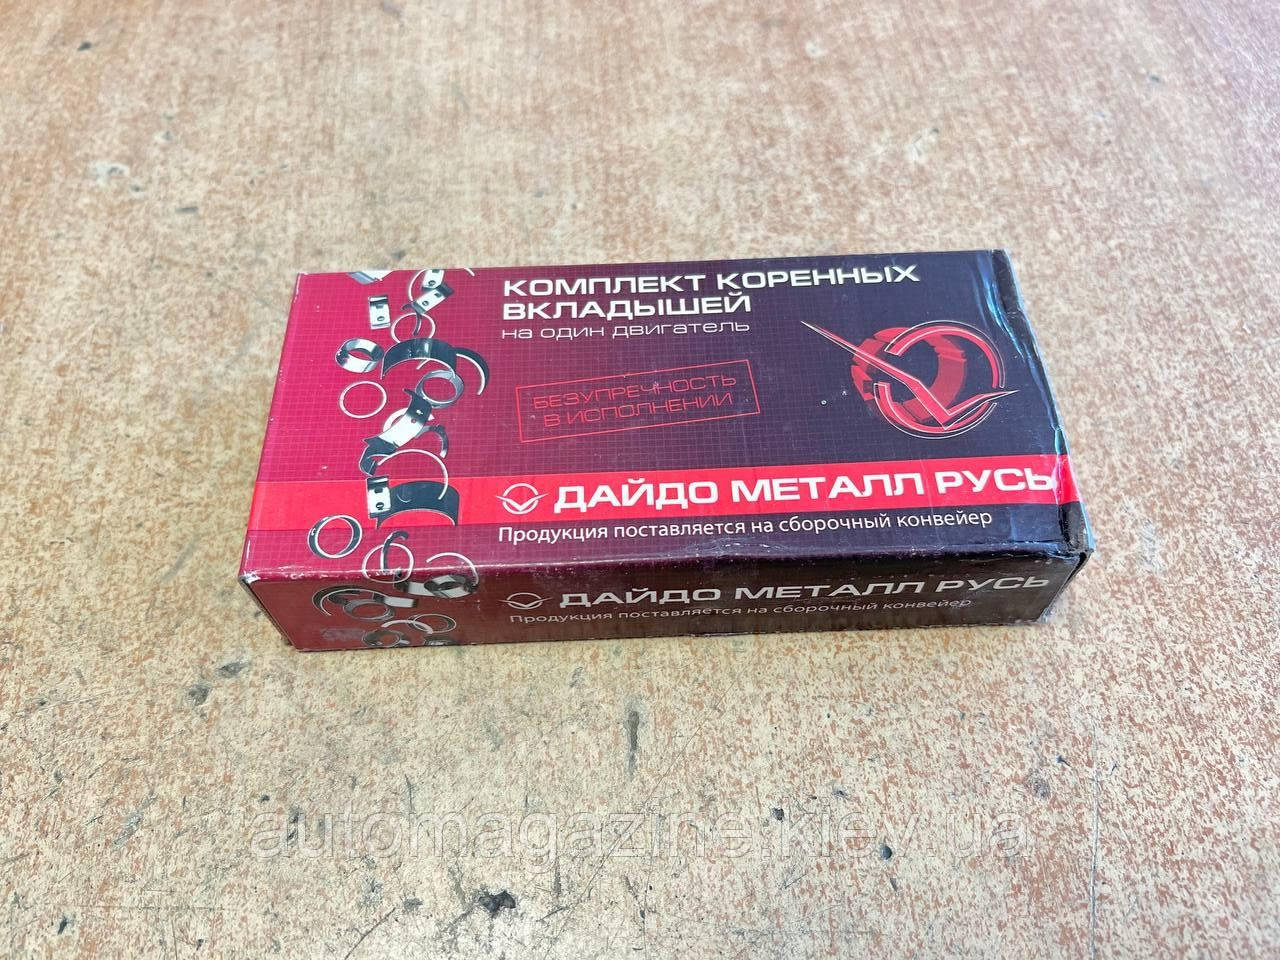 КОМПЛЕКТ КОРЕННЫХ
ВКЛАДЫШЕЙ
на один двигатель
БЕЗУПРЕЧНОСТЬ
В ИСПОЛНЕНИИ
ДАЙДО МЕТАЛЛ РУСЬ
Продукция поставляется на сборочный конвейер
ДАЙДО МЕТАЛЛ РУСЬ
Продукция поставляется на сборочный конвейер
automagazine.kiev.ua